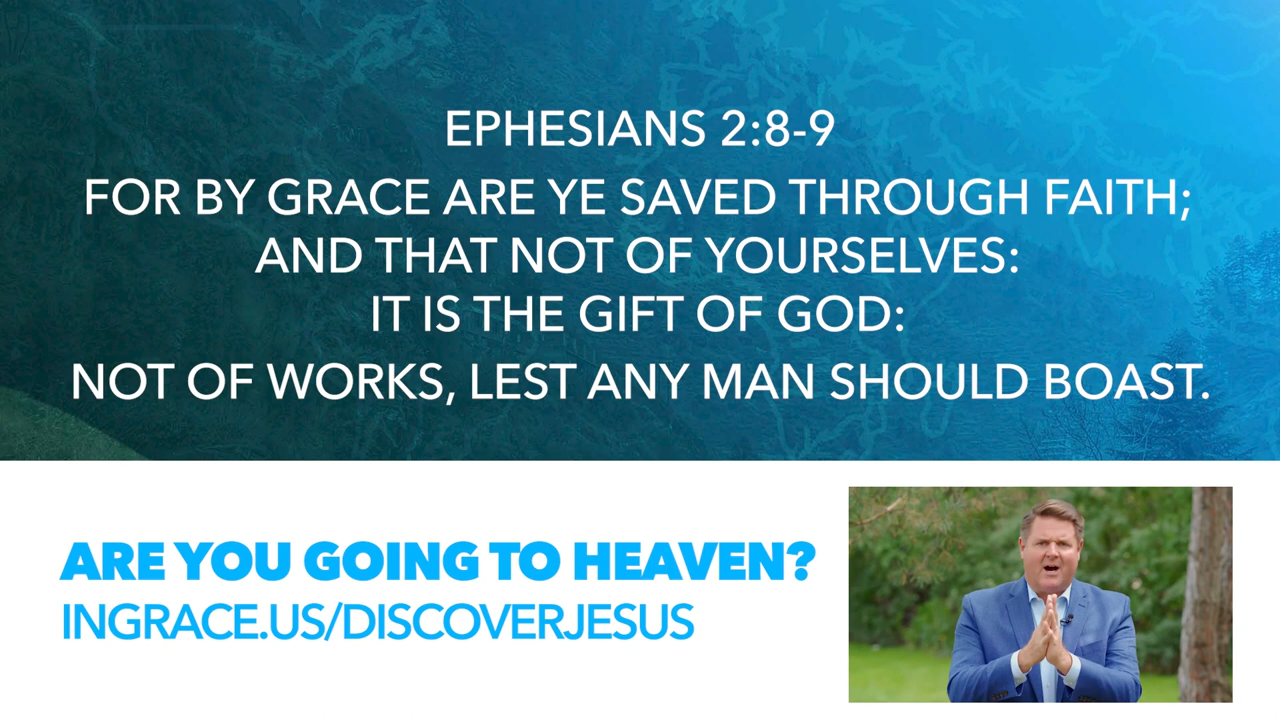 EPHESIANS 2:8-9
FOR BY GRACE ARE YE SAVED THROUGH FAITH;
AND THAT NOT OF YOURSELVES:
IT IS THE GIFT OF GOD:
NOT OF WORKS, LEST ANY MAN SHOULD BOAST.
ARE YOU GOING TO HEAVEN?
INGRACE.US/DISCOVERJESUS